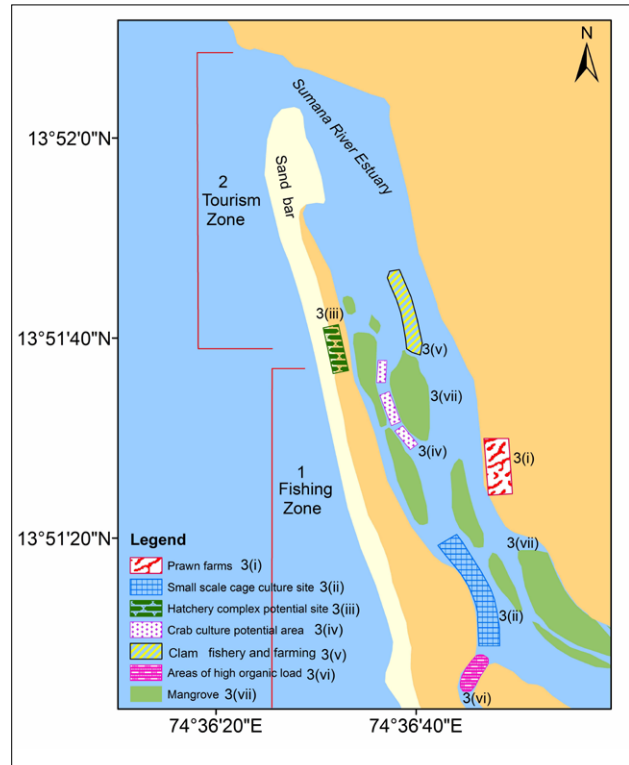 N
Sumana River Estuary
13°52'0"N
Sand bar
2
Tourism
Zone
3(iii)
13°51'40"N
3(v)
3(vii)
3(iv)
3(i)
1
Fishing
Zone
13°51'20"N
3(vii)
3(ii)
3(vi)
Legend
Prawn farms 3(i)
Small scale cage culture site 3(ii)
Hatchery complex potential site 3(iii)
Crab culture potential area 3(iv)
Clam fishery and farming 3(v)
Areas of high organic load 3(vi)
Mangrove 3(vii)
74°36'20"E
74°36'40"E